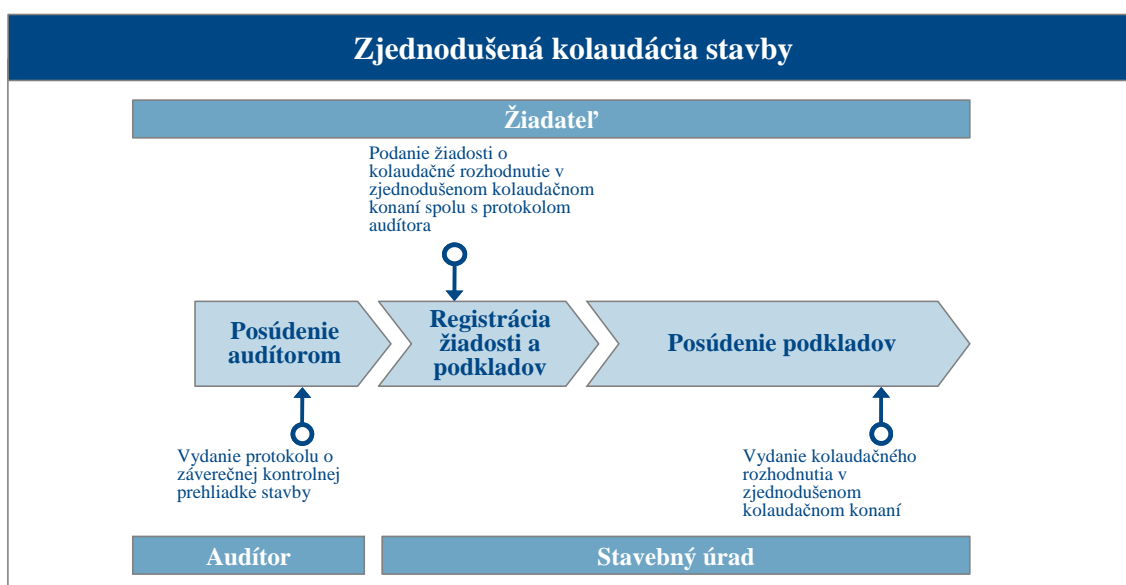 Zjednodušená kolaudácia stavby
Žiadateľ
Podanie žiadosti o
kolaudačné rozhodnutie v
zjednodušenom kolaudačnom
konaní spolu s protokolom
audítora
Posúdenie
audítorom
Registrácia
žiadosti a
podkladov
Posúdenie podkladov
Vydanie protokolu o
záverečnej kontrolnej
prehliadke stavby
Vydanie kolaudačného
rozhodnutia v
zjednodušenom
kolaudačnom konaní
Audítor
Stavebný úrad